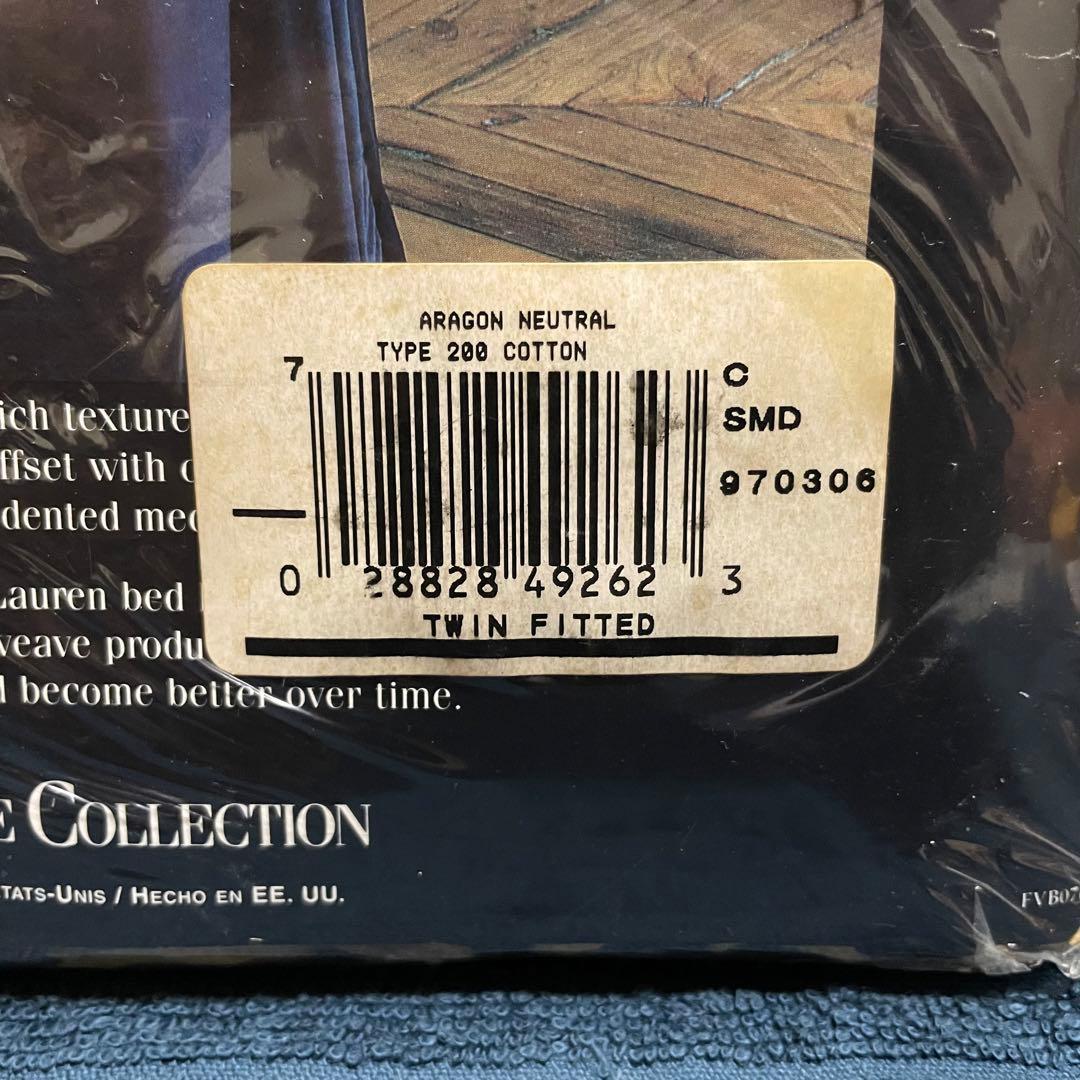 ARAGON NEUTRAL
TYPE 200 COTTON
7
C
SMD
970306
0 28828 49262 3
TWIN FITTED
ich texture
ffset with
dented
Lauren bed
weave produ
become better over time.
E COLLECTION
TATS-UNIS / HECHO EN EE. UU.